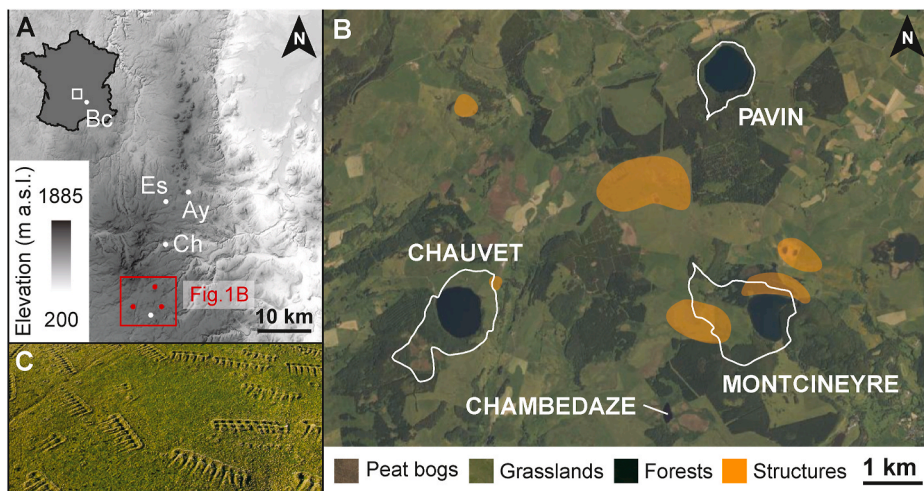 A
N
Bc
1885
Elevation (m a.s.l.)
200
Es
Ay
Ch
Fig.1B
10 km
B
N
PAVIN
CHAUVET
MONTCINEYRE
CHAMBEDAZE
C
Peat bogs
Grasslands
Forests
Structures
1 km